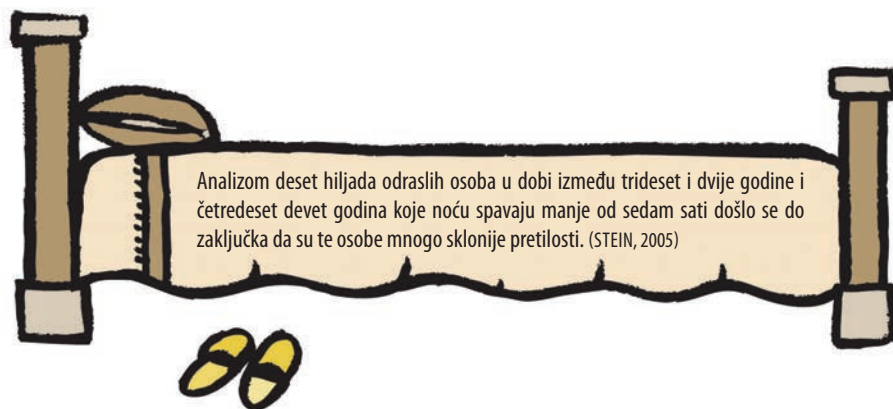 Analizom deset hiljada odraslih osoba u dobi između trideset i dvije godine i
četredeset devet godina koje noću spavaju manje od sedam sati došlo se do
zaključka da su te osobe mnogo sklonije pretilosti. (STEIN, 2005)